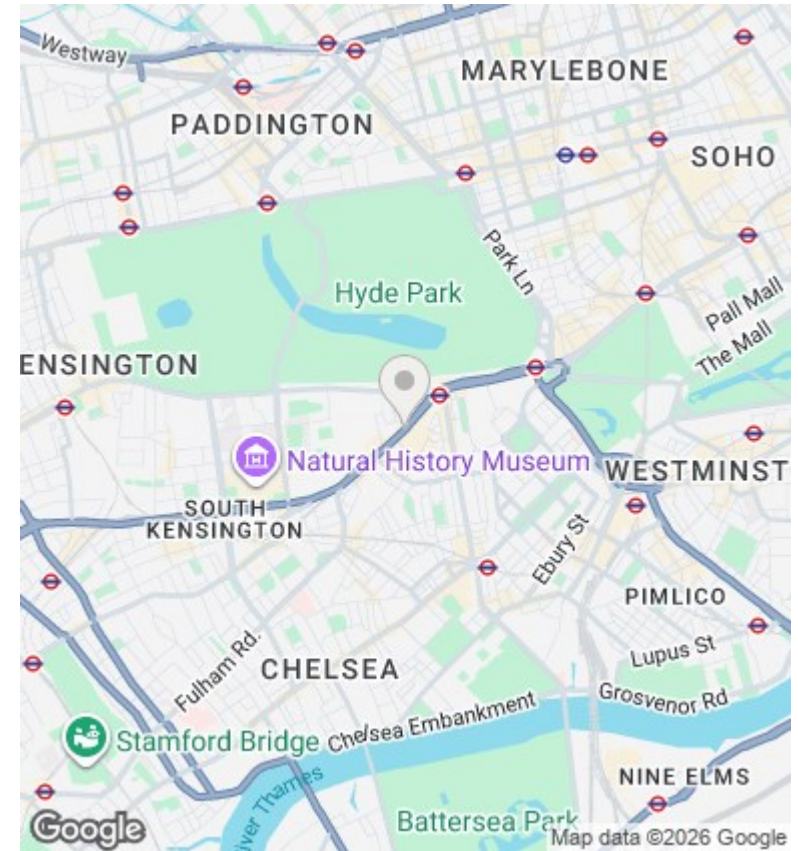 Westway
MARYLEBONE
PADDINGTON
SOHO
Park Ln
Hyde Park
Pall Mall
The Mall
ENSINGTON
Natural History Museum
WESTMINST
SOUTH
KENSINGTON
Ebury St
PIMLICO
Fulham Rd.
CHELSEA
Lupus St
Grosvenor Rd
Chelsea Embankment
Stamford Bridge
River Thames
NINE ELMS
Battersea Park
Google
Map data ©2026 Google